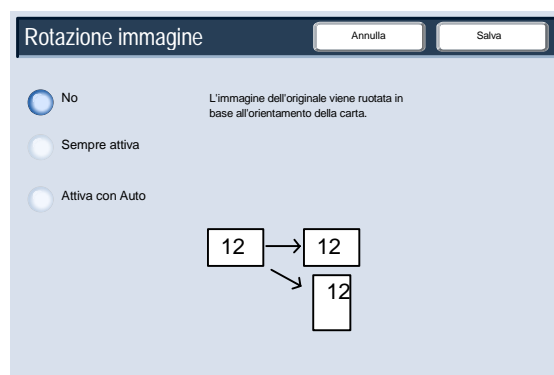 Rotazione immagine
Annulla
Salva
No
L'immagine dell'originale viene ruotata in
base all'orientamento della carta.
Sempre attiva
Attiva con Auto
12
12
12